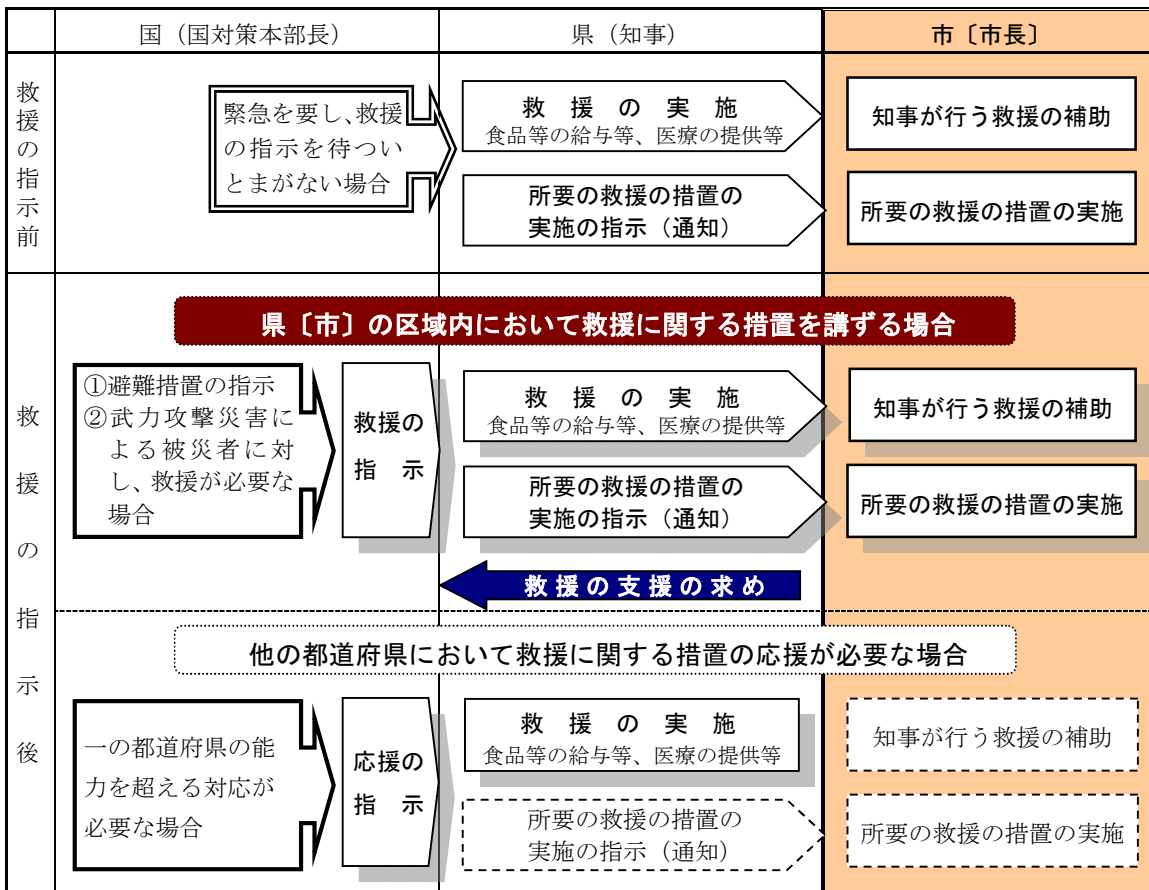 国（国対策本部長）
県（知事）
市〔市長〕
救援の指示前
緊急を要し、救援
の指示を待つい
とまがない場合
救援の実施
食品等の給与等、医療の提供等
知事が行う救援の補助
所要の救援の措置の
実施の指示（通知）
所要の救援の措置の実施
救援の指示後
県〔市〕の区域内において救援に関する措置を講ずる場合
①避難措置の指示
②武力攻撃災害に
よる被災者に対
し、救援が必要な
場合
救援の
指示
救援の実施
食品等の給与等、医療の提供等
知事が行う救援の補助
所要の救援の措置の
実施の指示（通知）
所要の救援の措置の実施
救援の支援の求め
他の都道府県において救援に関する措置の応援が必要な場合
一の都道府県の能
力を超える対応が
必要な場合
応援の
指示
救援の実施
食品等の給与等、医療の提供等
知事が行う救援の補助
所要の救援の措置の
実施の指示（通知）
所要の救援の措置の実施